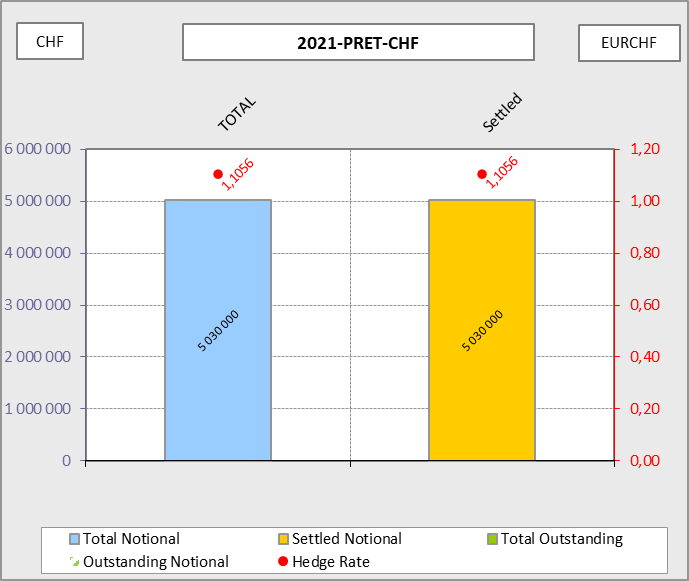 CHF
2021-PRET-CHF
EURCHF
TOTAL
Settled
6 000 000
5 000 000
4 000 000
3 000 000
2 000 000
1 000 000
0
1,1056
1,1056
5 030 000
5 030 000
1,20
1,00
0,80
0,60
0,40
0,20
0,00
Total Notional
Settled Notional
Total Outstanding
Outstanding Notional
Hedge Rate